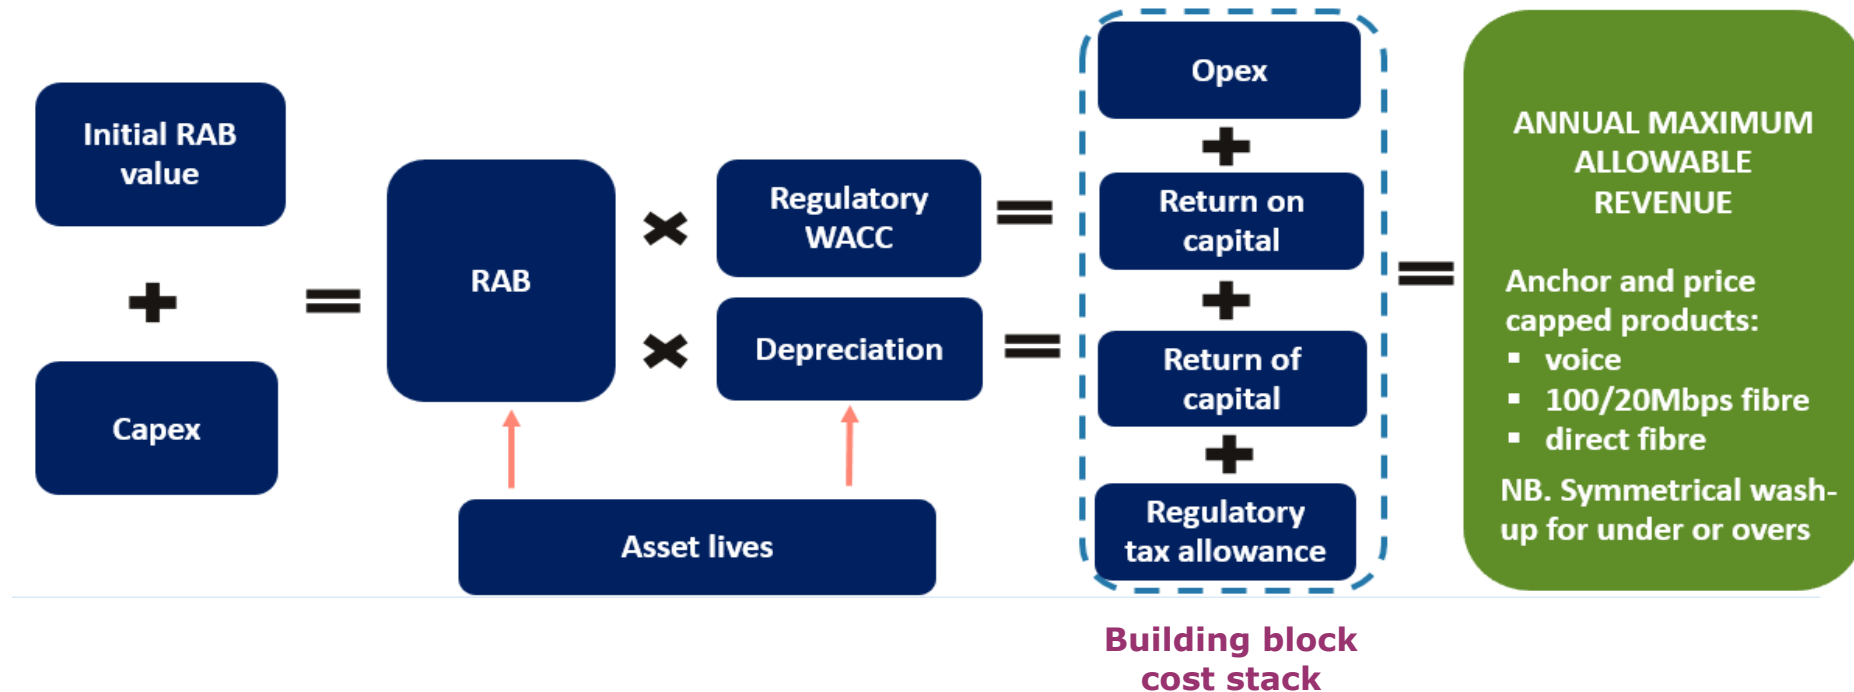 Initial RAB
value
+
Capex
=
RAB
×
Regulatory
WACC
=
×
Depreciation
=
Asset lives
Opex
+
Return on
capital
+
Return of
capital
+
Regulatory
tax allowance
Building block
cost stack
=
ANNUAL MAXIMUM
ALLOWABLE
REVENUE
Anchor and price
capped products:
▪ voice
▪ 100/20Mbps fibre
▪ direct fibre
NB. Symmetrical wash-
up for under or overs